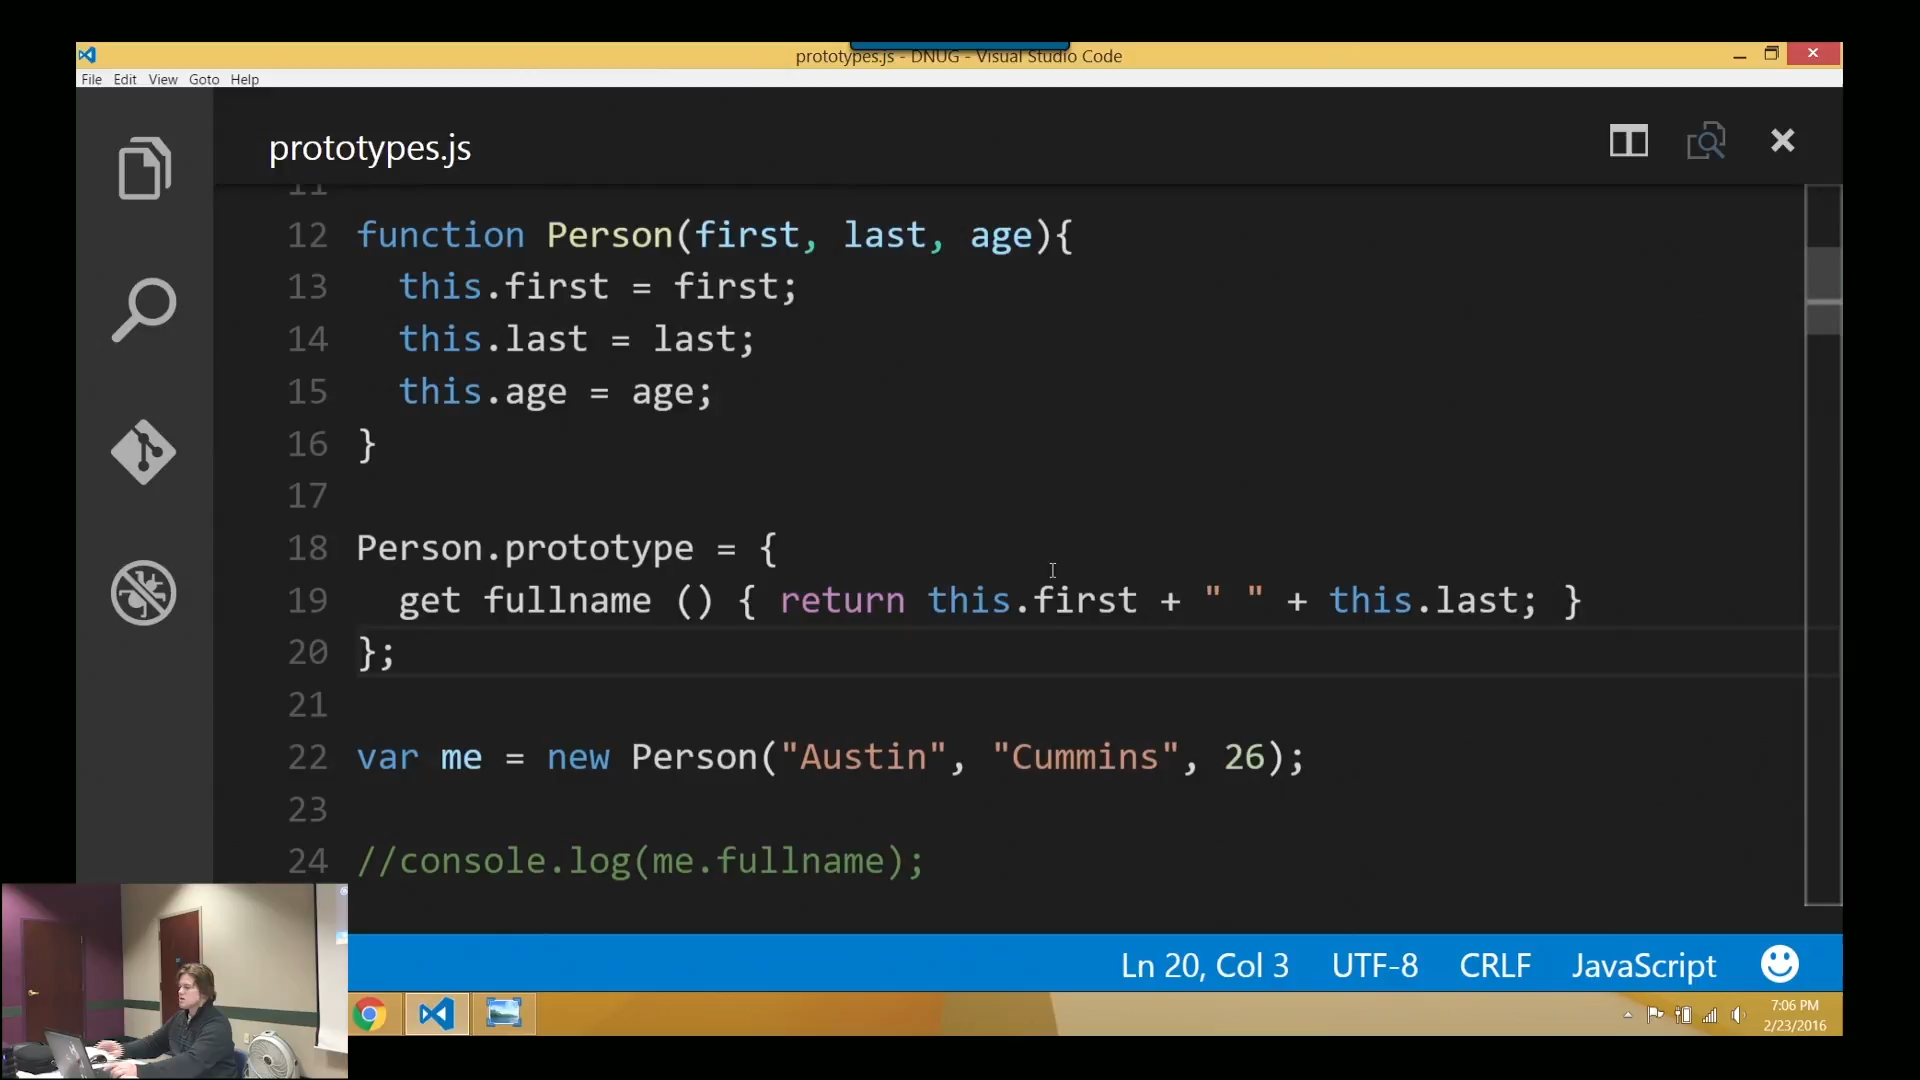 prototypes.js - DNUG - Visual Studio Code
File Edit View Goto Help
prototypes.js
11
12 function Person(first, last, age){
13 this.first = first;
14 this.last = last;
15 this.age = age;
16 }
17
18 Person.prototype = {
19 get fullname () { return this.first + " " + this.last; }
20 };
21
22 var me = new Person("Austin", "Cummins", 26);
23
24 //console.log(me.fullname);
Ln 20, Col 3 UTF-8 CRLF JavaScript
7:06 PM
2/23/2016